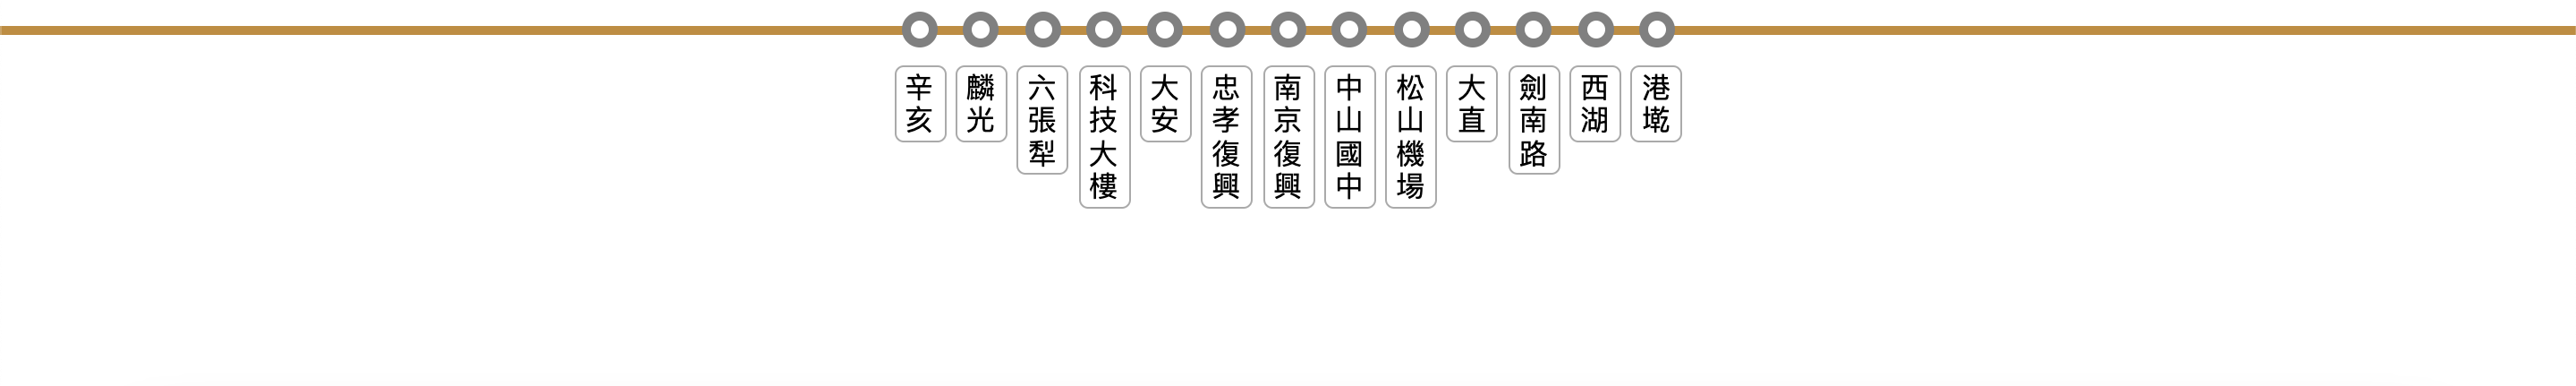 辛亥
麟光
六張犁
科技大樓
大安
忠孝復興
南京復興
中山國中
松山機場
大直
劍南路
西湖
港墘